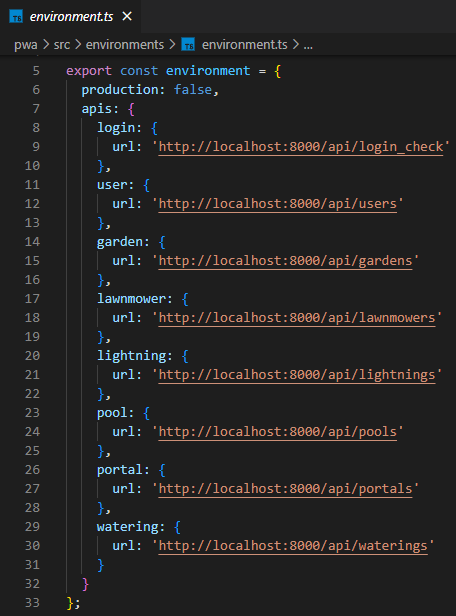 TS environment.ts ×
pwa > src > environments > TS environment.ts > ...
5 export const environment = {
6   production: false,
7   apis: {
8     login: {
9       url: 'http://localhost:8000/api/login_check'
10     },
11     user: {
12       url: 'http://localhost:8000/api/users'
13     },
14     garden: {
15       url: 'http://localhost:8000/api/gardens'
16     },
17     lawnmower: {
18       url: 'http://localhost:8000/api/lawnmowers'
19     },
20     lightning: {
21       url: 'http://localhost:8000/api/lightnings'
22     },
23     pool: {
24       url: 'http://localhost:8000/api/pools'
25     },
26     portal: {
27       url: 'http://localhost:8000/api/portals'
28     },
29     watering: {
30       url: 'http://localhost:8000/api/waterings'
31     }
32   }
33 };